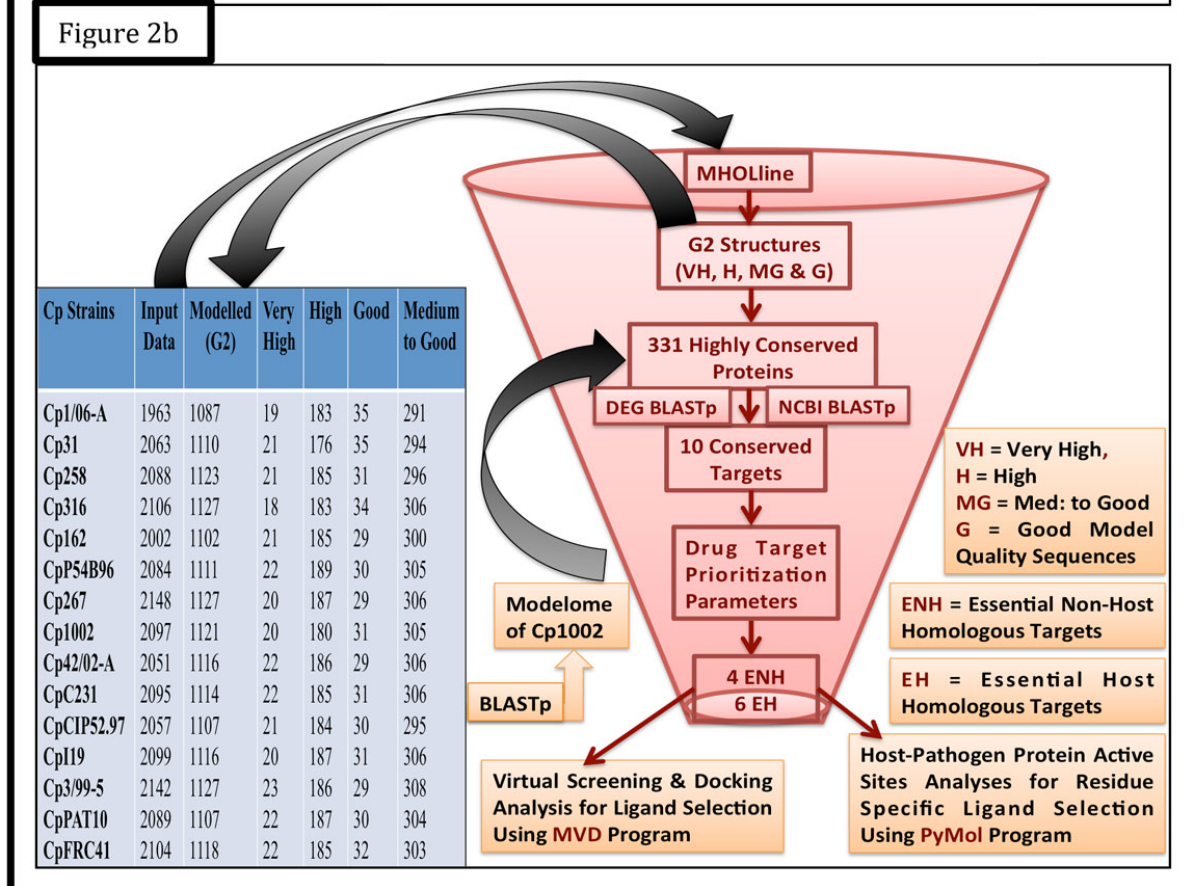 Figure 2b
Cp Strains Input Data Modelled (G2) Very High High Good Medium to Good
Cp1/06-A 1963 1087 19 183 35 291
Cp31 2063 1110 21 176 35 294
Cp258 2088 1123 21 185 31 296
Cp316 2106 1127 18 183 34 306
Cp162 2002 1102 21 185 29 300
CpP54B96 2084 1111 22 189 30 305
Cp267 2148 1127 20 187 29 306
Cp1002 2097 1121 20 180 31 305
Cp42/02-A 2051 1116 22 186 29 306
CpC231 2095 1114 22 185 31 306
CpCIP52.97 2057 1107 21 184 30 295
CpI19 2099 1116 20 187 31 306
Cp3/99-5 2142 1127 23 186 29 308
CpPAT10 2089 1107 22 187 30 304
CpFRC41 2104 1118 22 185 32 303
MHOLline
G2 Structures
(VH, H, MG & G)
331 Highly Conserved
Proteins
DEG BLASTp
NCBI BLASTp
10 Conserved
Targets
Drug Target
Prioritization
Parameters
4 ENH
6 EH
Modelome
of Cp1002
BLASTp
Virtual Screening & Docking
Analysis for Ligand Selection
Using MVD Program
Host-Pathogen Protein Active
Sites Analyses for Residue
Specific Ligand Selection
Using PyMol Program
VH = Very High,
H = High
MG = Med: to Good
G = Good Model
Quality Sequences
ENH = Essential Non-Host
Homologous Targets
EH = Essential Host
Homologous Targets